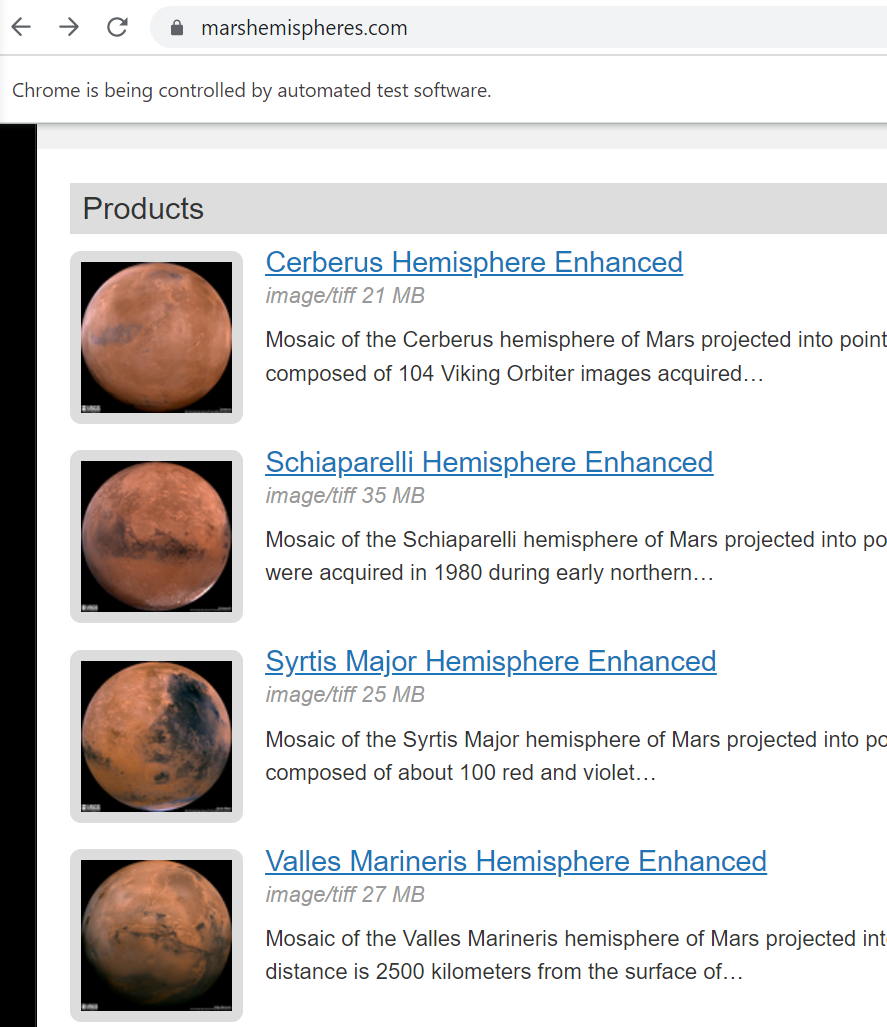 marshemispheres.com
Chrome is being controlled by automated test software.
Products
Cerberus Hemisphere Enhanced
image/tiff 21 MB
Mosaic of the Cerberus hemisphere of Mars projected into point
composed of 104 Viking Orbiter images acquired…
Schiaparelli Hemisphere Enhanced
image/tiff 35 MB
Mosaic of the Schiaparelli hemisphere of Mars projected into po
were acquired in 1980 during early northern…
Syrtis Major Hemisphere Enhanced
image/tiff 25 MB
Mosaic of the Syrtis Major hemisphere of Mars projected into po
composed of about 100 red and violet…
Valles Marineris Hemisphere Enhanced
image/tiff 27 MB
Mosaic of the Valles Marineris hemisphere of Mars projected int
distance is 2500 kilometers from the surface of…